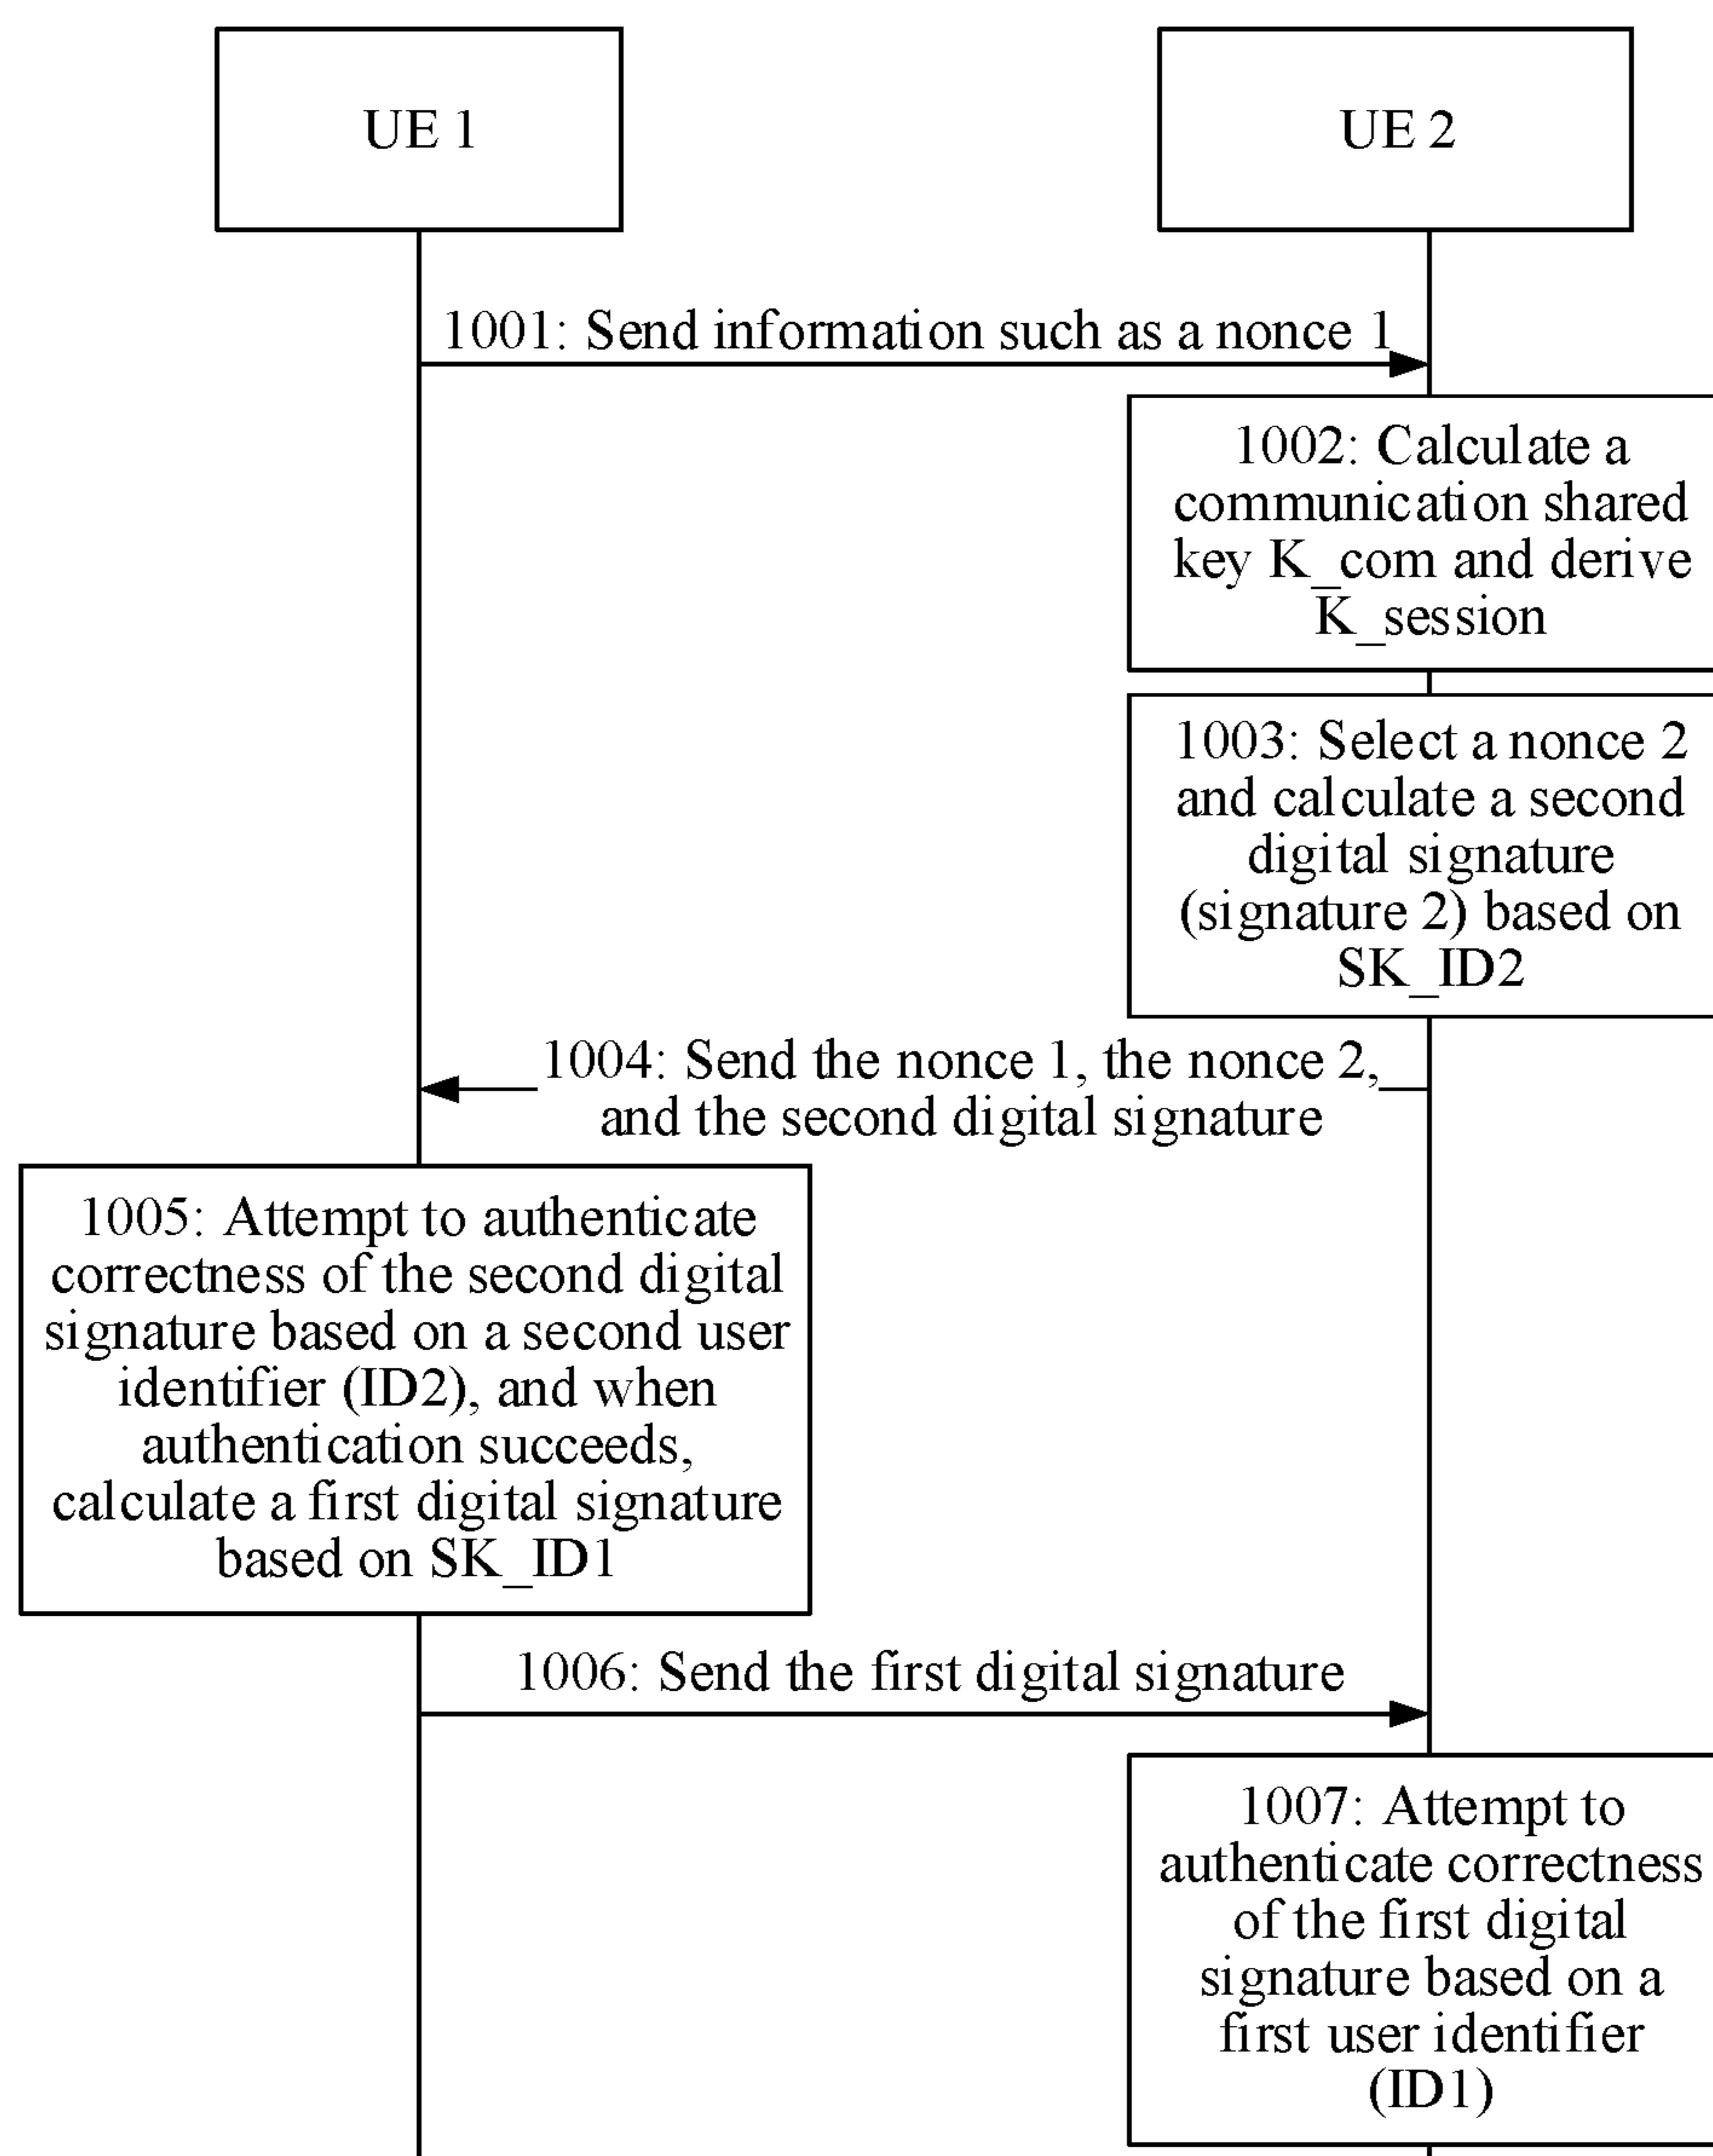 UE 1
UE 2
1001: Send information such as a nonce 1
1002: Calculate a
communication shared
key K_com and derive
K_session
1003: Select a nonce 2
and calculate a second
digital signature
(signature 2) based on
SK_ID2
1004: Send the nonce 1, the nonce 2,
and the second digital signature
1005: Attempt to authenticate
correctness of the second digital
signature based on a second user
identifier (ID2), and when
authentication succeeds,
calculate a first digital signature
based on SK_ID1
1006: Send the first digital signature
1007: Attempt to
authenticate correctness
of the first digital
signature based on a
first user identifier
(ID1)